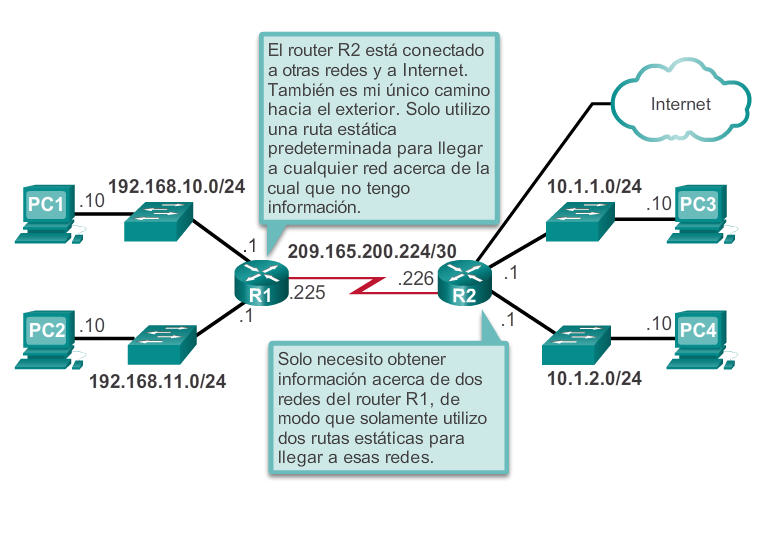 El router R2 está conectado
a otras redes y a Internet.
También es mi único camino
hacia el exterior. Solo utilizo
una ruta estática
predeterminada para llegar
a cualquier red acerca de la
cual que no tengo
información.
Internet
192.168.10.0/24
10.1.1.0/24
PC1
.10
.10
PC3
.1
209.165.200.224/30
.1
R1
.225
.226
R2
.1
.1
PC2
.10
.10
PC4
192.168.11.0/24
10.1.2.0/24
Solo necesito obtener
información acerca de dos
redes del router R1, de
modo que solamente utilizo
dos rutas estáticas para
llegar a esas redes.